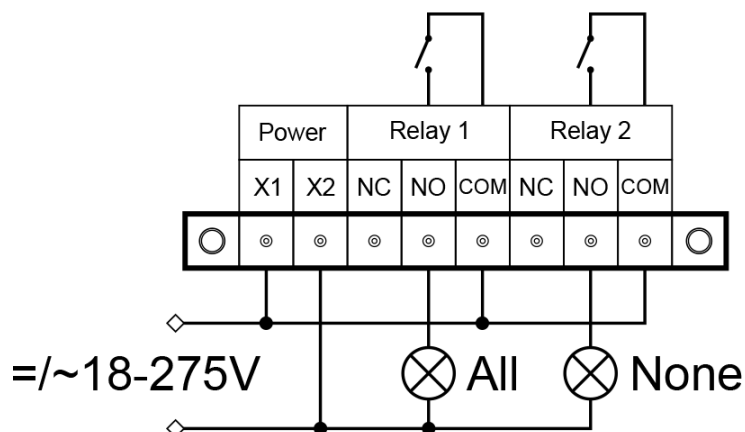 Power Relay 1 Relay 2
X1 X2 NC NO COM NC NO COM
=/~18-275V All None